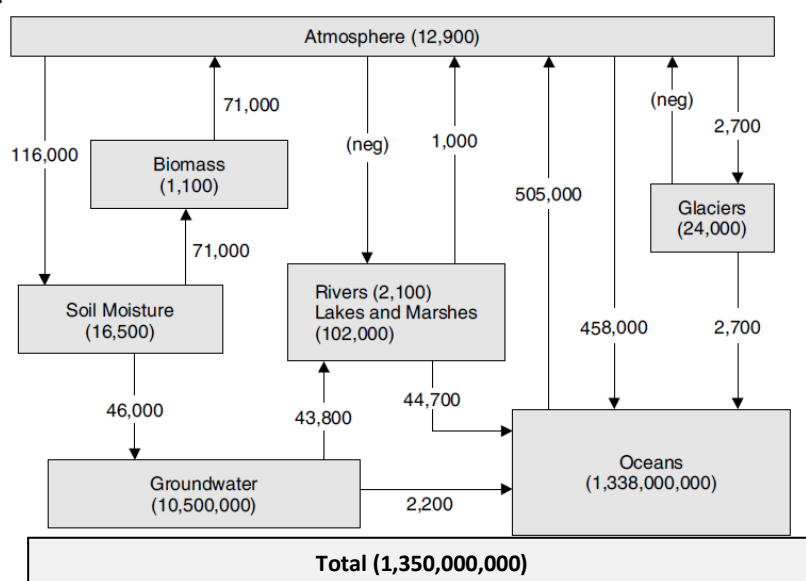 Atmosphere (12,900)
71,000
116,000
(neg)
1,000
(neg)
2,700
Biomass
(1,100)
505,000
Glaciers
(24,000)
71,000
Soil Moisture
(16,500)
Rivers (2,100)
Lakes and Marshes
(102,000)
458,000
2,700
46,000
43,800
44,700
Groundwater
(10,500,000)
2,200
Oceans
(1,338,000,000)
Total (1,350,000,000)